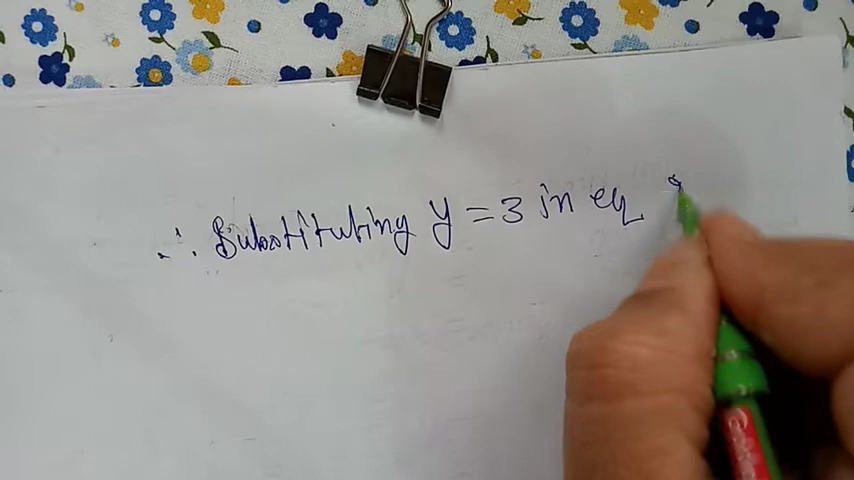 ∴ Substituting y = 3 in eq